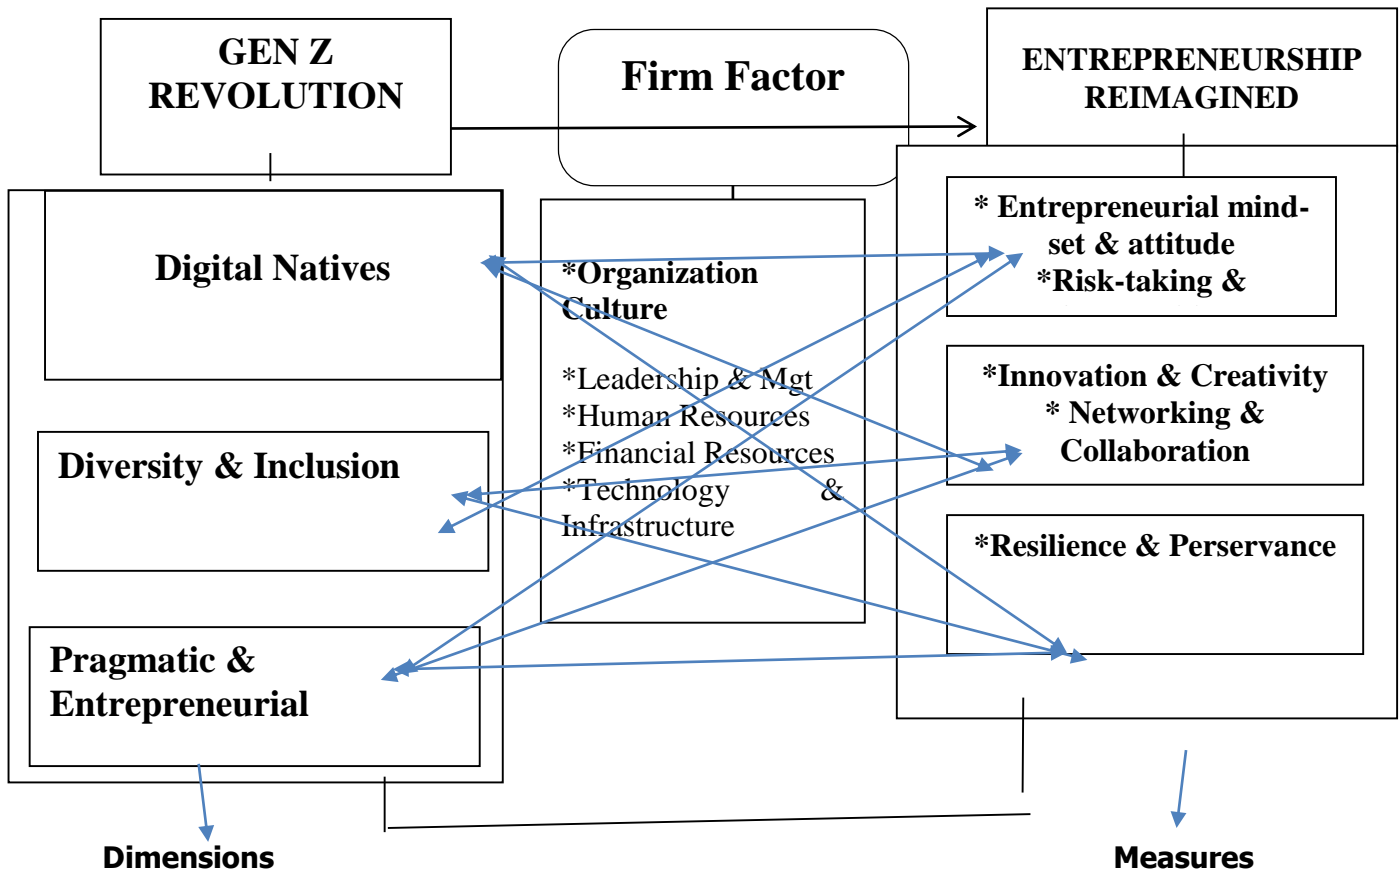 GEN Z
REVOLUTION
Firm Factor
ENTREPRENEURSHIP
REIMAGINED
Digital Natives
Diversity & Inclusion
Pragmatic &
Entrepreneurial
*Organization
Culture
*Leadership & Mgt
*Human Resources
*Financial Resources
*Technology &
Infrastructure
* Entrepreneurial mind-
set & attitude
*Risk-taking &
*Innovation & Creativity
* Networking &
Collaboration
*Resilience & Perservance
Dimensions
Measures